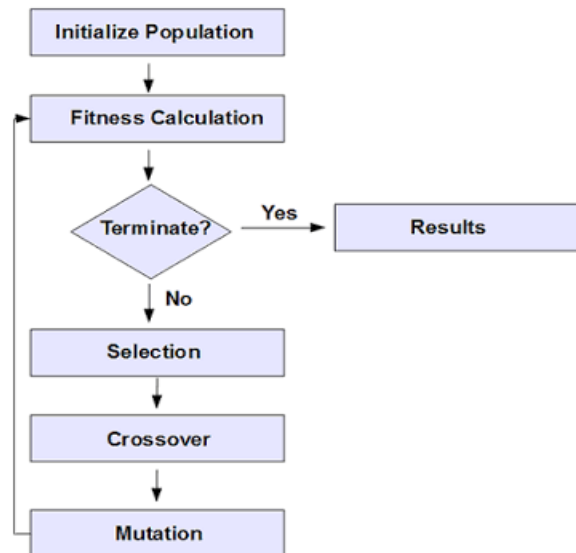 Initialize Population
Fitness Calculation
Terminate?
Yes
Results
No
Selection
Crossover
Mutation